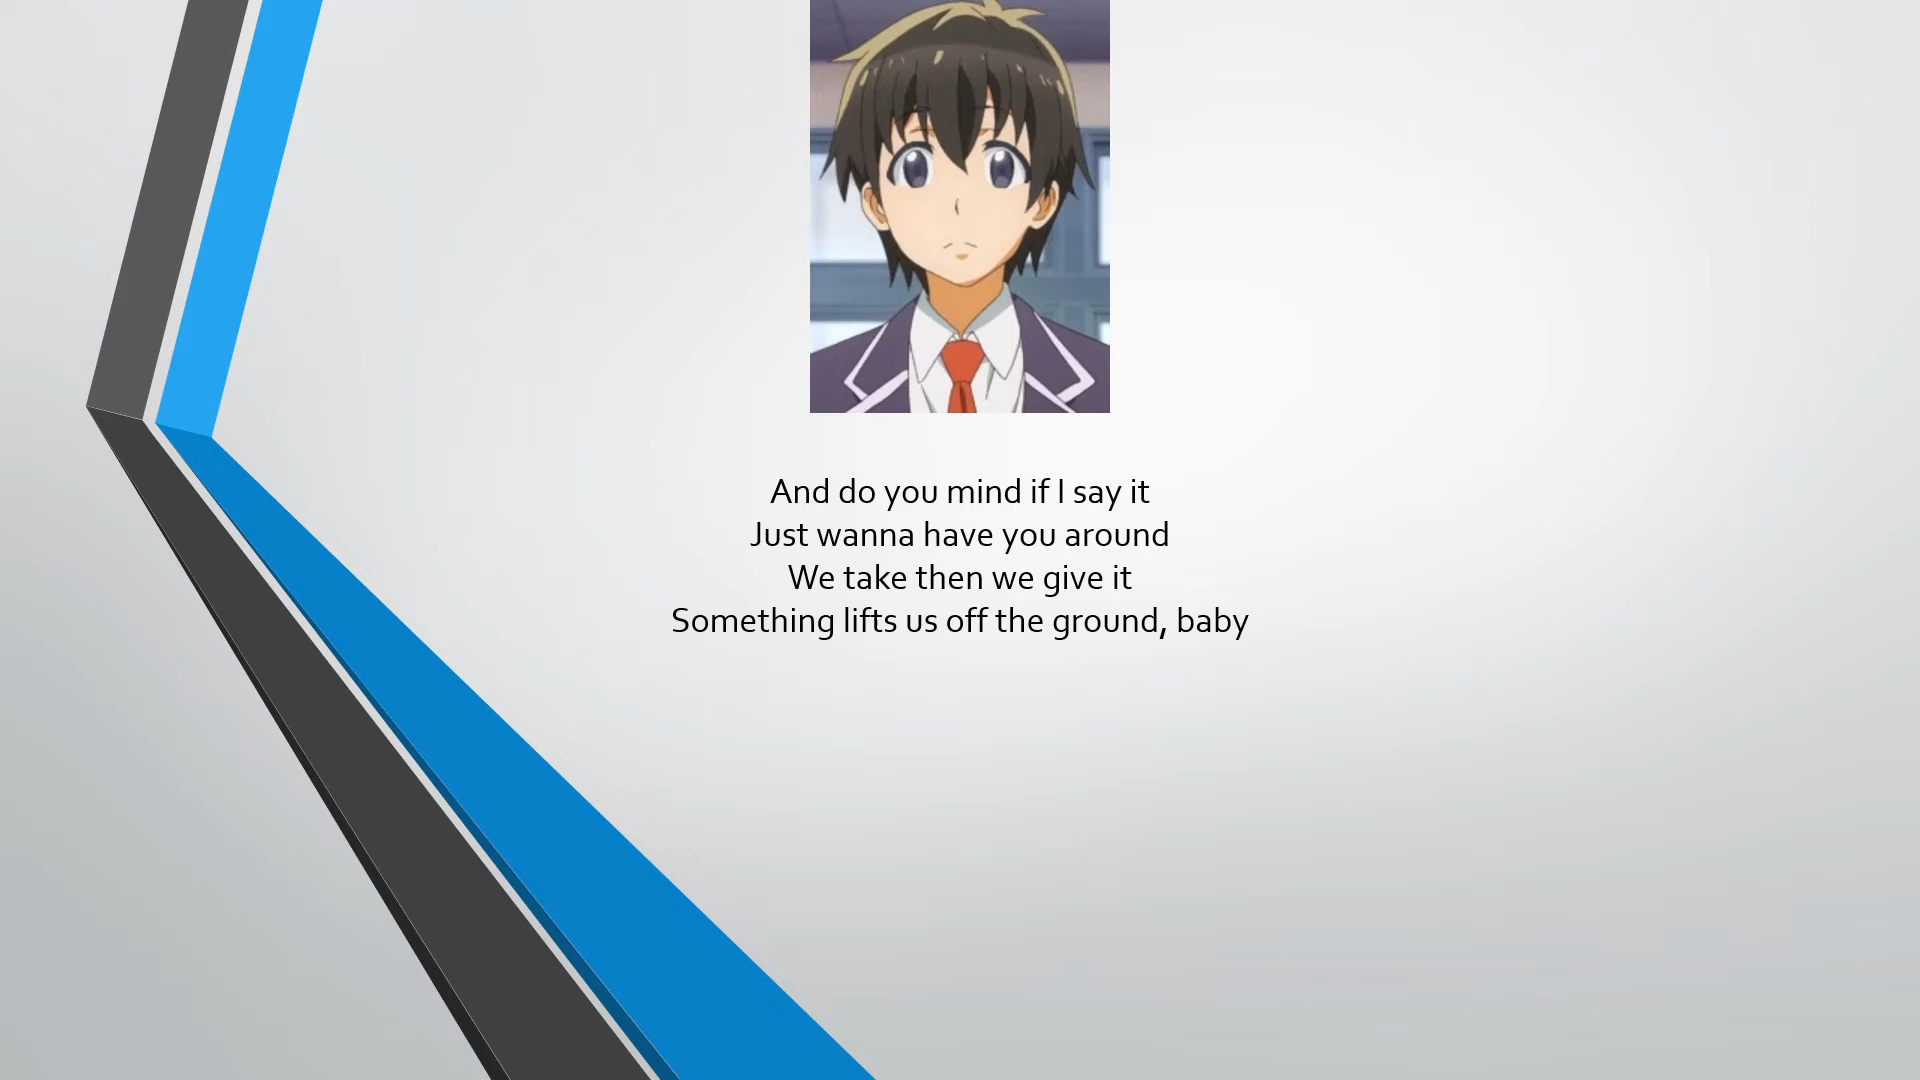 And do you mind if I say it
Just wanna have you around
We take then we give it
Something lifts us off the ground, baby